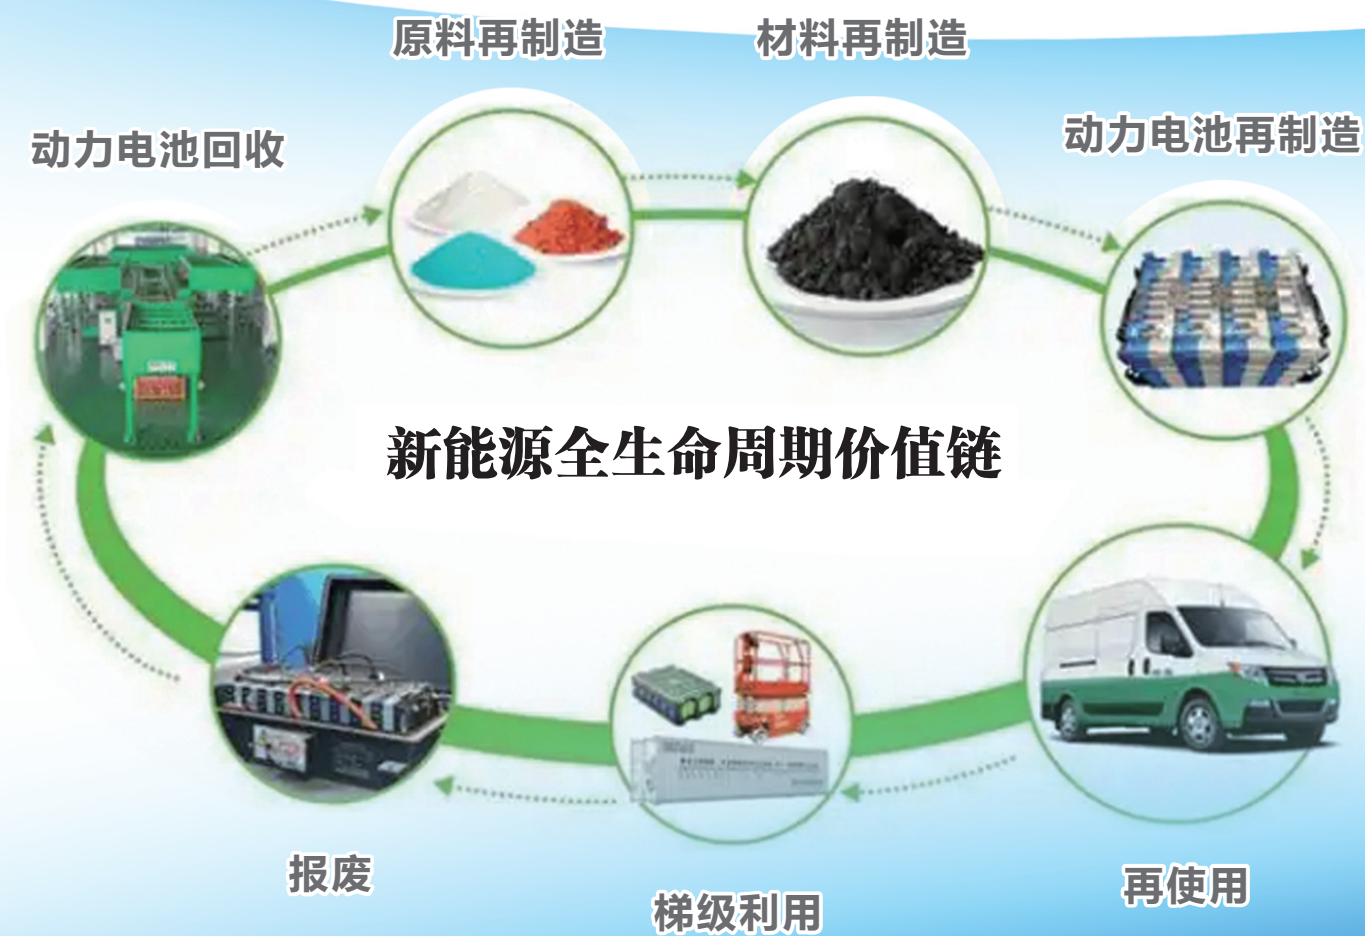 原料再制造
材料再制造
动力电池回收
动力电池再制造
新能源全生命周期价值链
报废
梯级利用
再使用